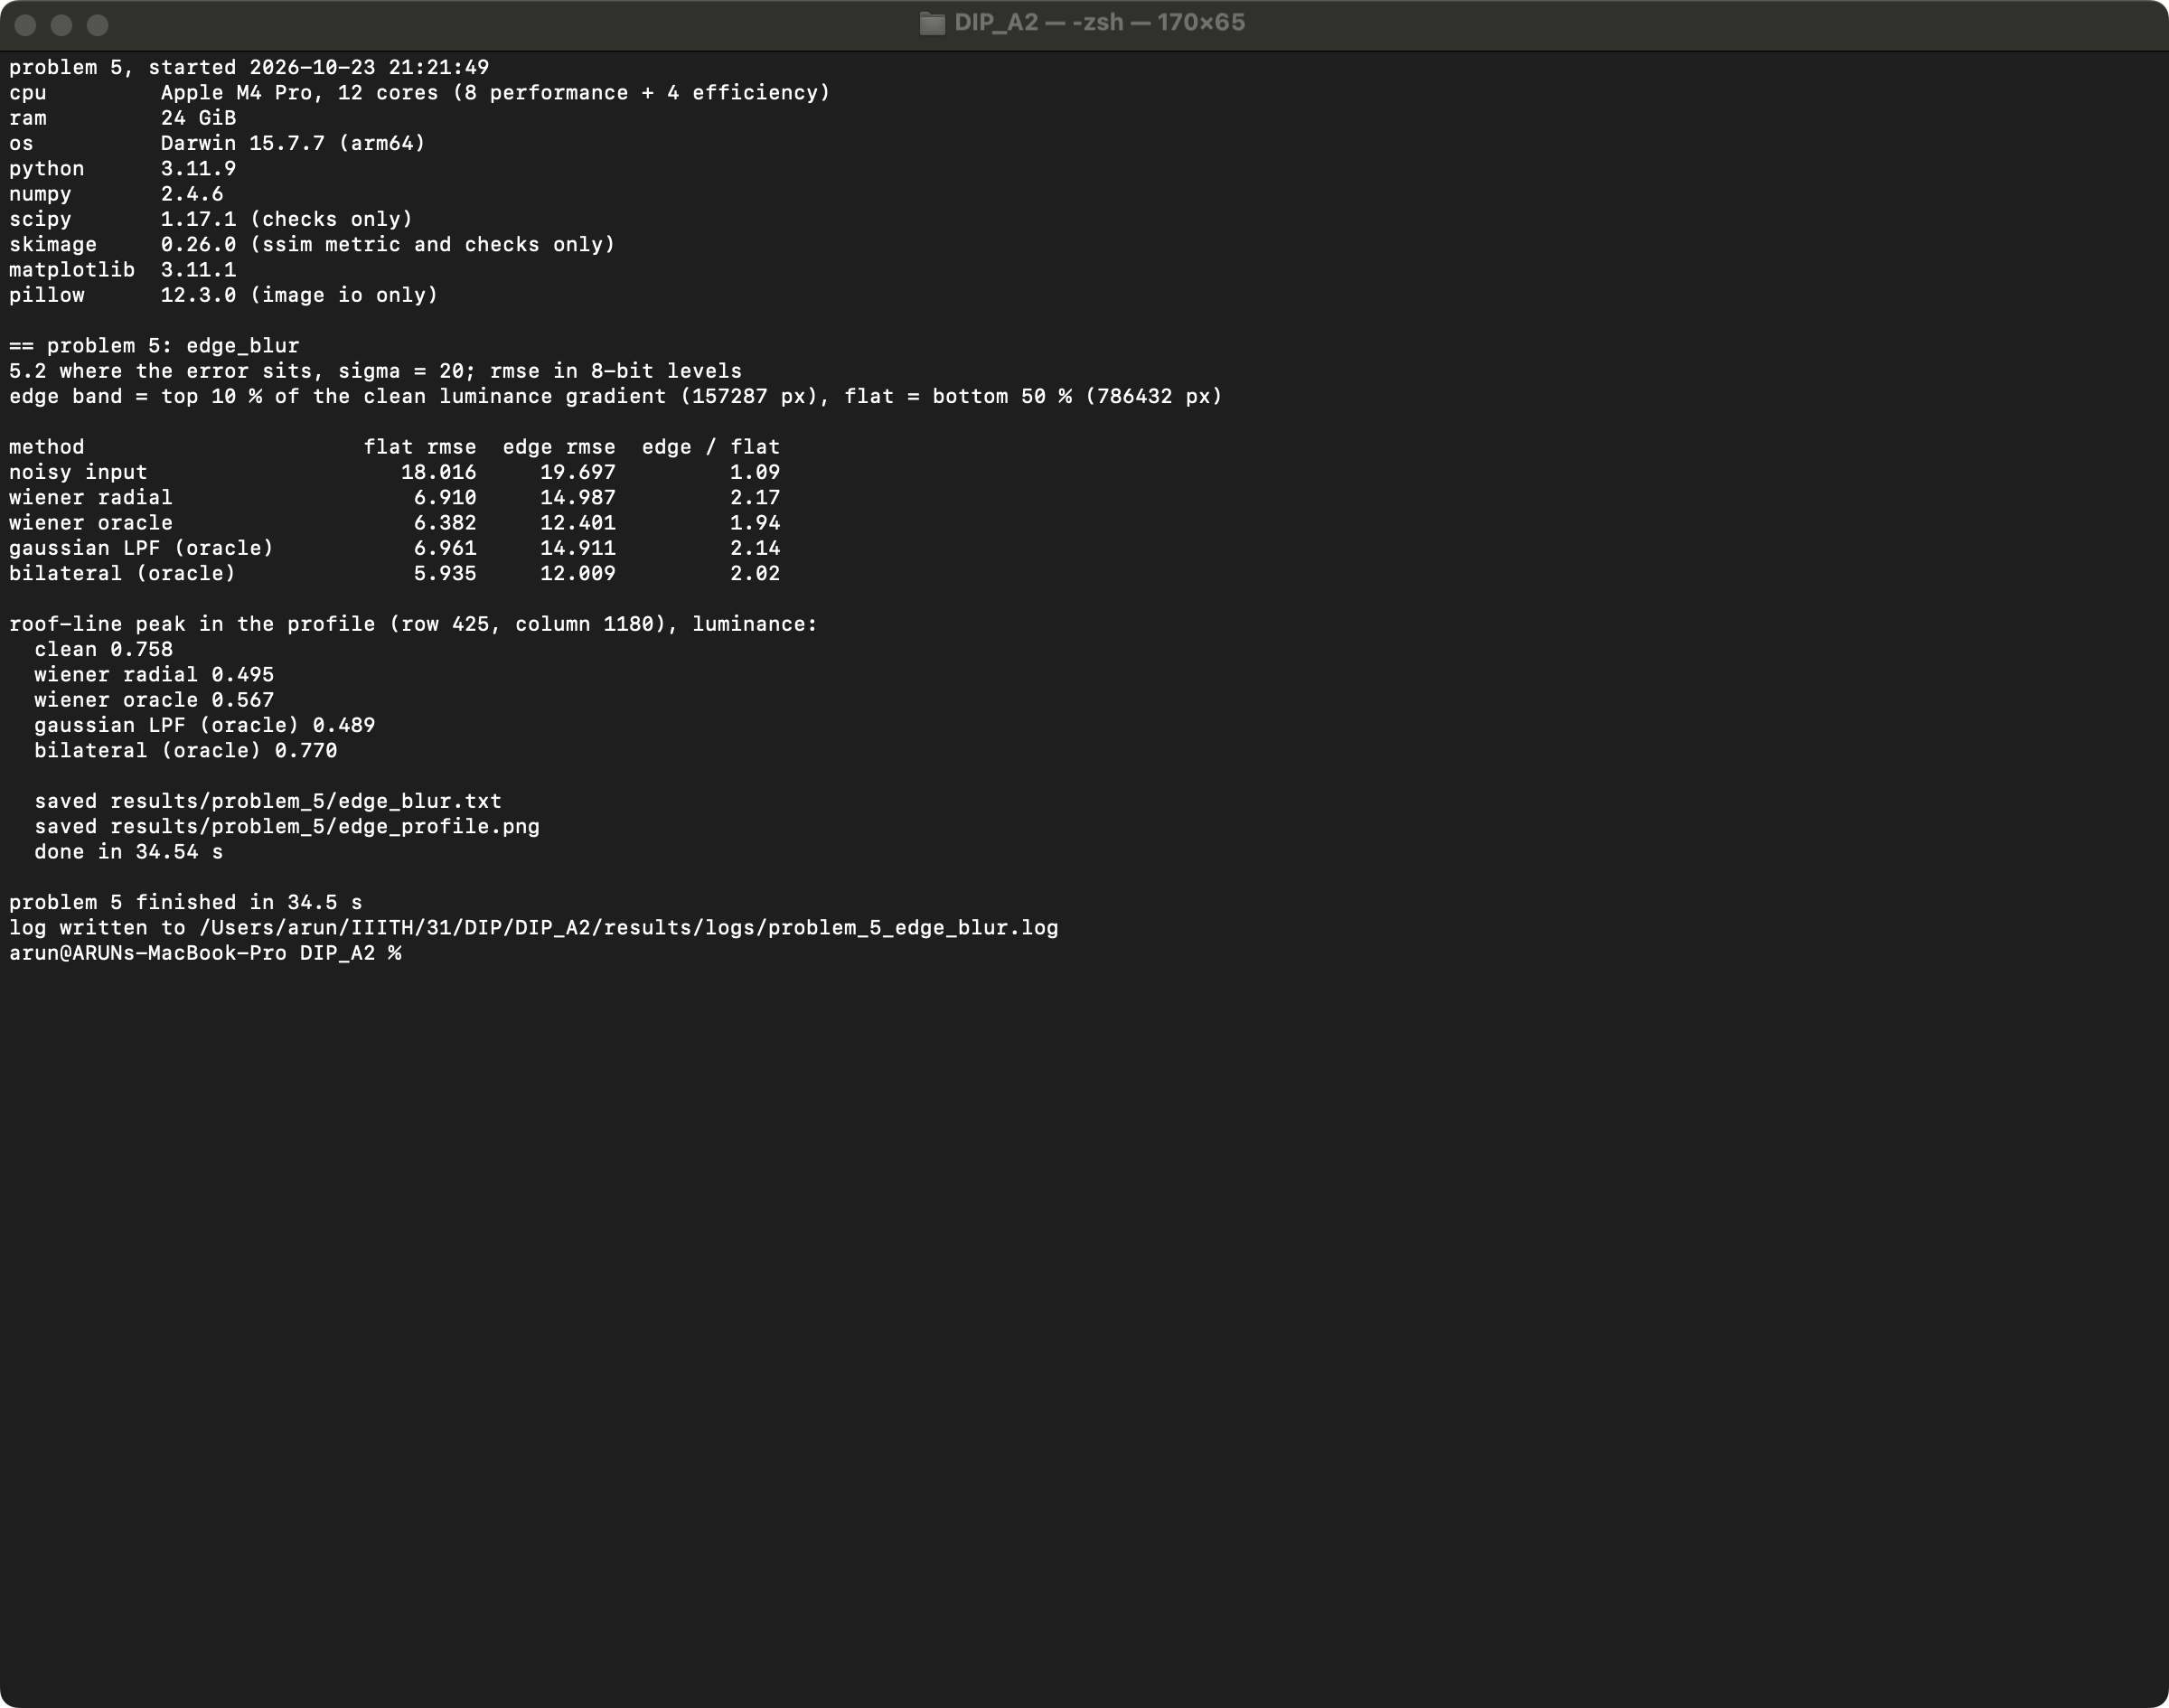 DIP_A2 — -zsh — 170×65
problem 5, started 2026-10-23 21:21:49
cpu         Apple M4 Pro, 12 cores (8 performance + 4 efficiency)
ram         24 GiB
os          Darwin 15.7.7 (arm64)
python      3.11.9
numpy       2.4.6
scipy       1.17.1 (checks only)
skimage     0.26.0 (ssim metric and checks only)
matplotlib  3.11.1
pillow      12.3.0 (image io only)
== problem 5: edge_blur
5.2 where the error sits, sigma = 20; rmse in 8-bit levels
edge band = top 10 % of the clean luminance gradient (157287 px), flat = bottom 50 % (786432 px)
method                      flat rmse  edge rmse  edge / flat
noisy input                    18.016     19.697         1.09
wiener radial                   6.910     14.987         2.17
wiener oracle                   6.382     12.401         1.94
gaussian LPF (oracle)           6.961     14.911         2.14
bilateral (oracle)              5.935     12.009         2.02
roof-line peak in the profile (row 425, column 1180), luminance:
  clean 0.758
  wiener radial 0.495
  wiener oracle 0.567
  gaussian LPF (oracle) 0.489
  bilateral (oracle) 0.770
  saved results/problem_5/edge_blur.txt
  saved results/problem_5/edge_profile.png
  done in 34.54 s
problem 5 finished in 34.5 s
log written to /Users/arun/IIITH/31/DIP/DIP_A2/results/logs/problem_5_edge_blur.log
arun@ARUNs-MacBook-Pro DIP_A2 %